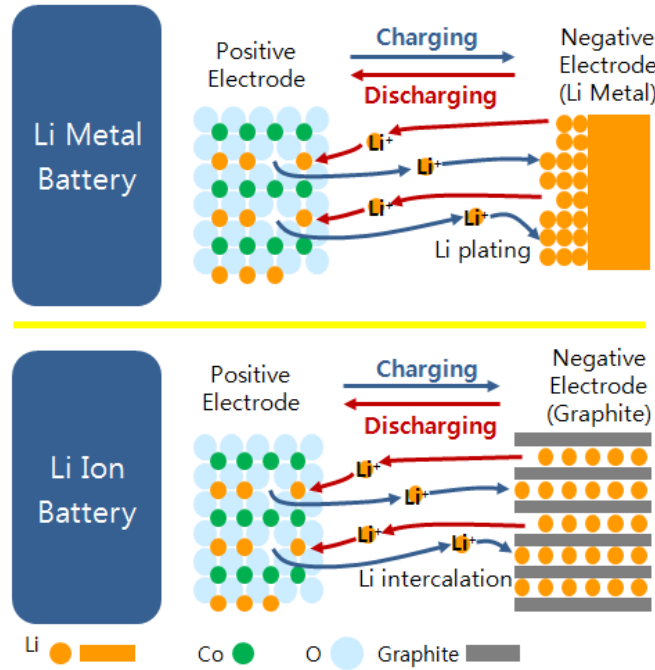 Li Metal
Battery
Positive
Electrode
Charging
Discharging
Negative
Electrode
(Li Metal)
Li⁺
Li⁺
Li⁺
Li⁺
Li plating
Li Ion
Battery
Positive
Electrode
Charging
Discharging
Negative
Electrode
(Graphite)
Li⁺
Li⁺
Li⁺
Li⁺
Li intercalation
Li
Co
O
Graphite